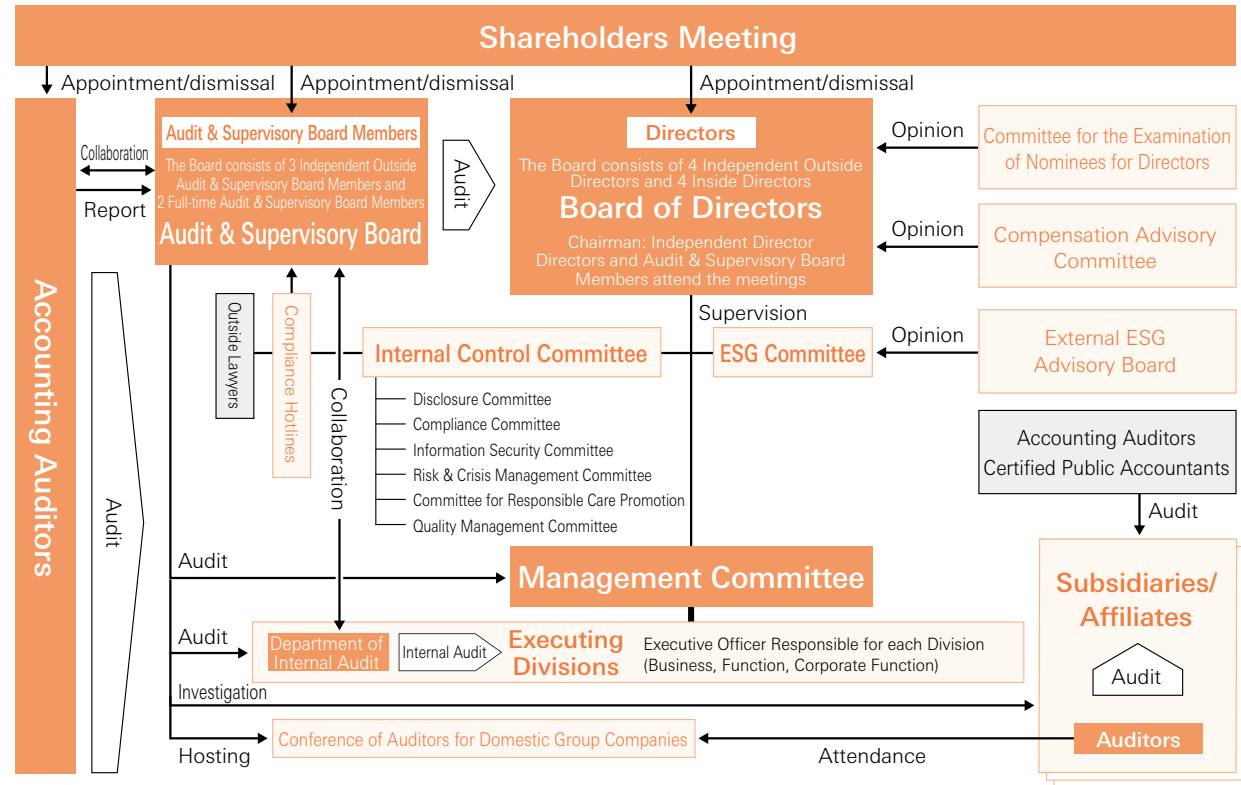 Shareholders Meeting
Appointment/dismissal
Appointment/dismissal
Appointment/dismissal
Accounting Auditors
Collaboration
Report
Audit & Supervisory Board Members
The Board consists of 3 Independent Outside
Audit & Supervisory Board Members and
2 Full-time Audit & Supervisory Board Members
Audit & Supervisory Board
Audit
Directors
The Board consists of 4 Independent Outside
Directors and 4 Inside Directors
Board of Directors
Chairman: Independent Director
Directors and Audit & Supervisory Board
Members attend the meetings
Opinion
Committee for the Examination
of Nominees for Directors
Opinion
Compensation Advisory
Committee
Supervision
Outside Lawyers
Compliance Hotlines
Collaboration
Internal Control Committee
ESG Committee
Opinion
External ESG
Advisory Board
Disclosure Committee
Compliance Committee
Information Security Committee
Risk & Crisis Management Committee
Committee for Responsible Care Promotion
Quality Management Committee
Accounting Auditors
Certified Public Accountants
Audit
Audit
Audit
Management Committee
Subsidiaries/
Affiliates
Audit
Auditors
Audit
Department of
Internal Audit
Internal Audit
Executing
Divisions
Executive Officer Responsible for each Division
(Business, Function, Corporate Function)
Investigation
Hosting
Conference of Auditors for Domestic Group Companies
Attendance